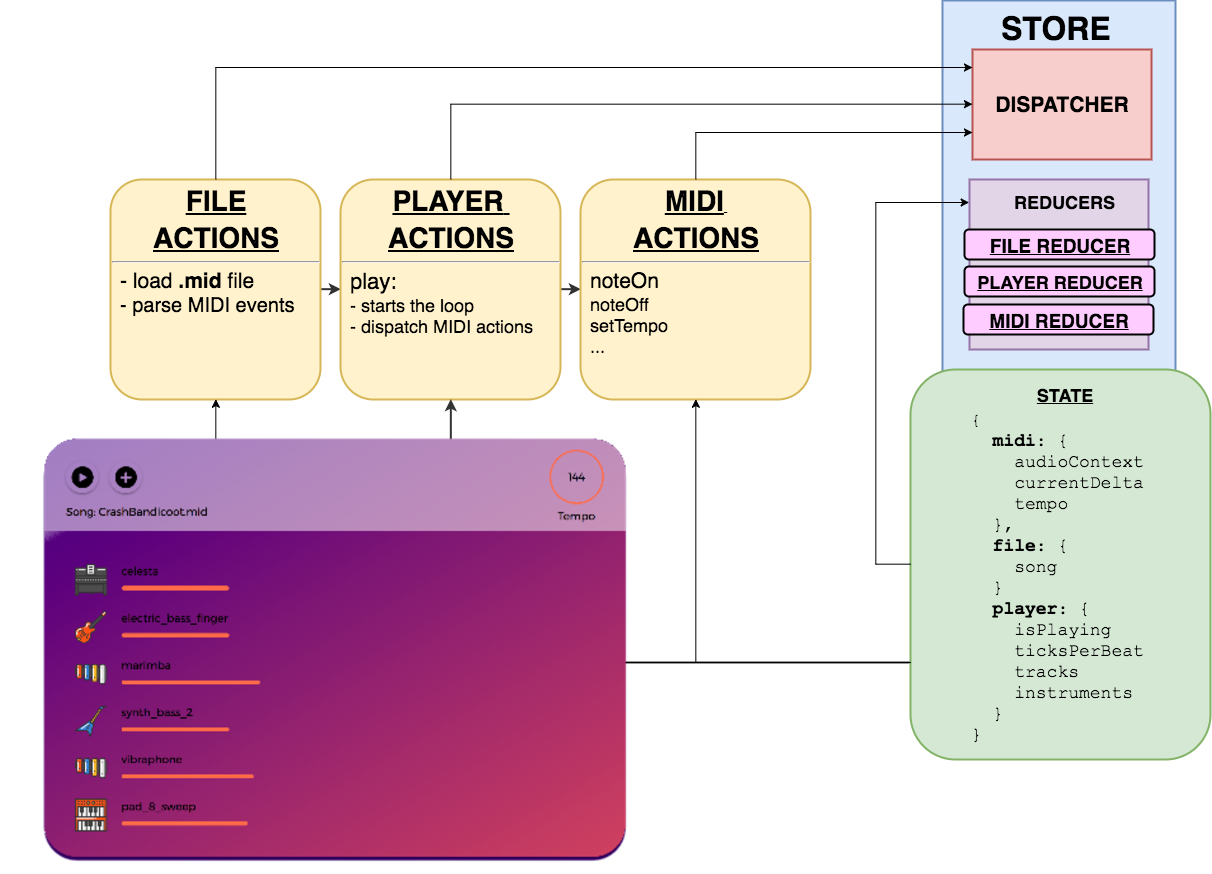 STORE
DISPATCHER
FILE
ACTIONS
- load .mid file
- parse MIDI events
PLAYER
ACTIONS
play:
- starts the loop
- dispatch MIDI actions
MIDI
ACTIONS
noteOn
noteOff
setTempo
...
REDUCERS
FILE REDUCER
PLAYER REDUCER
MIDI REDUCER
STATE
{
midi: {
audioContext
currentDelta
tempo
},
file: {
song
}
player: {
isPlaying
ticksPerBeat
tracks
instruments
}
}
144
Song: CrashBandicoot.mid
Tempo
celesta
electric_bass_finger
marimba
synth_bass_2
vibraphone
pad_8_sweep